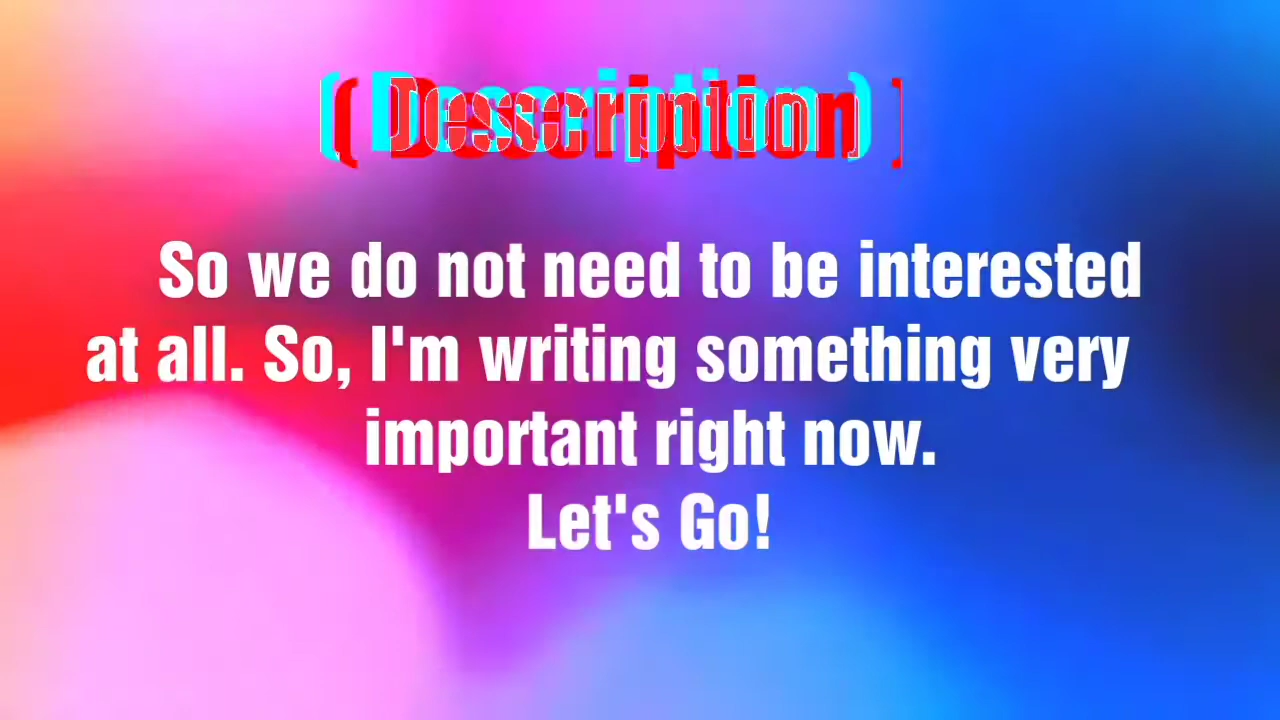 ( Description )
So we do not need to be interested
at all. So, I'm writing something very
important right now.
Let's Go!